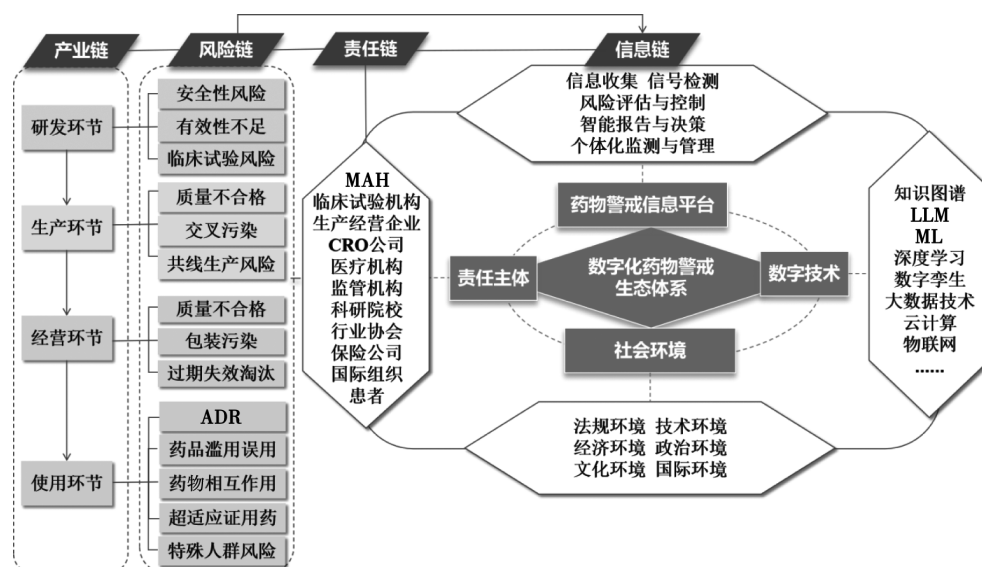 产业链
风险链
责任链
信息链
研发环节
生产环节
经营环节
使用环节
安全性风险
有效性不足
临床试验风险
质量不合格
交叉污染
共线生产风险
质量不合格
包装污染
过期失效淘汰
ADR
药品滥用误用
药物相互作用
超适应证用药
特殊人群风险
MAH
临床试验机构
生产经营企业
CRO公司
医疗机构
监管机构
科研院校
行业协会
保险公司
国际组织
患者
信息收集 信号检测
风险评估与控制
智能报告与决策
个体化监测与管理
药物警戒信息平台
责任主体
数字化药物警戒
生态体系
数字技术
社会环境
法规环境 技术环境
经济环境 政治环境
文化环境 国际环境
知识图谱
LLM
ML
深度学习
数字孪生
大数据技术
云计算
物联网
······